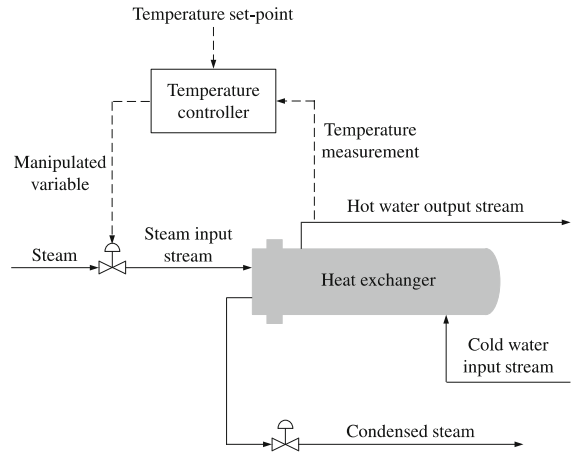 Temperature set-point
Temperature
controller
Temperature
measurement
Manipulated
variable
Hot water output stream
Steam
Steam input
stream
Heat exchanger
Cold water
input stream
Condensed steam